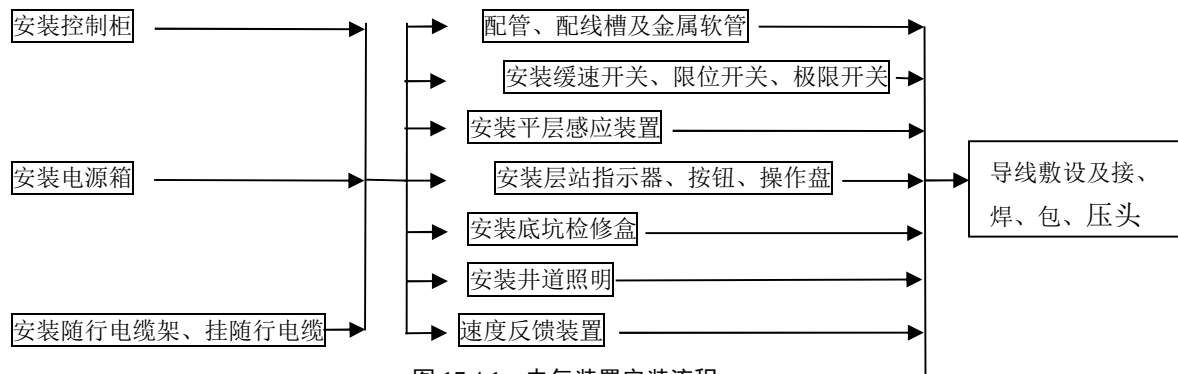 安装控制柜
配管、配线槽及金属软管
安装缓速开关、限位开关、极限开关
安装平层感应装置
安装电源箱
安装层站指示器、按钮、操作盘
导线敷设及接、
焊、包、压头
安装底坑检修盒
安装井道照明
安装随行电缆架、挂随行电缆
速度反馈装置